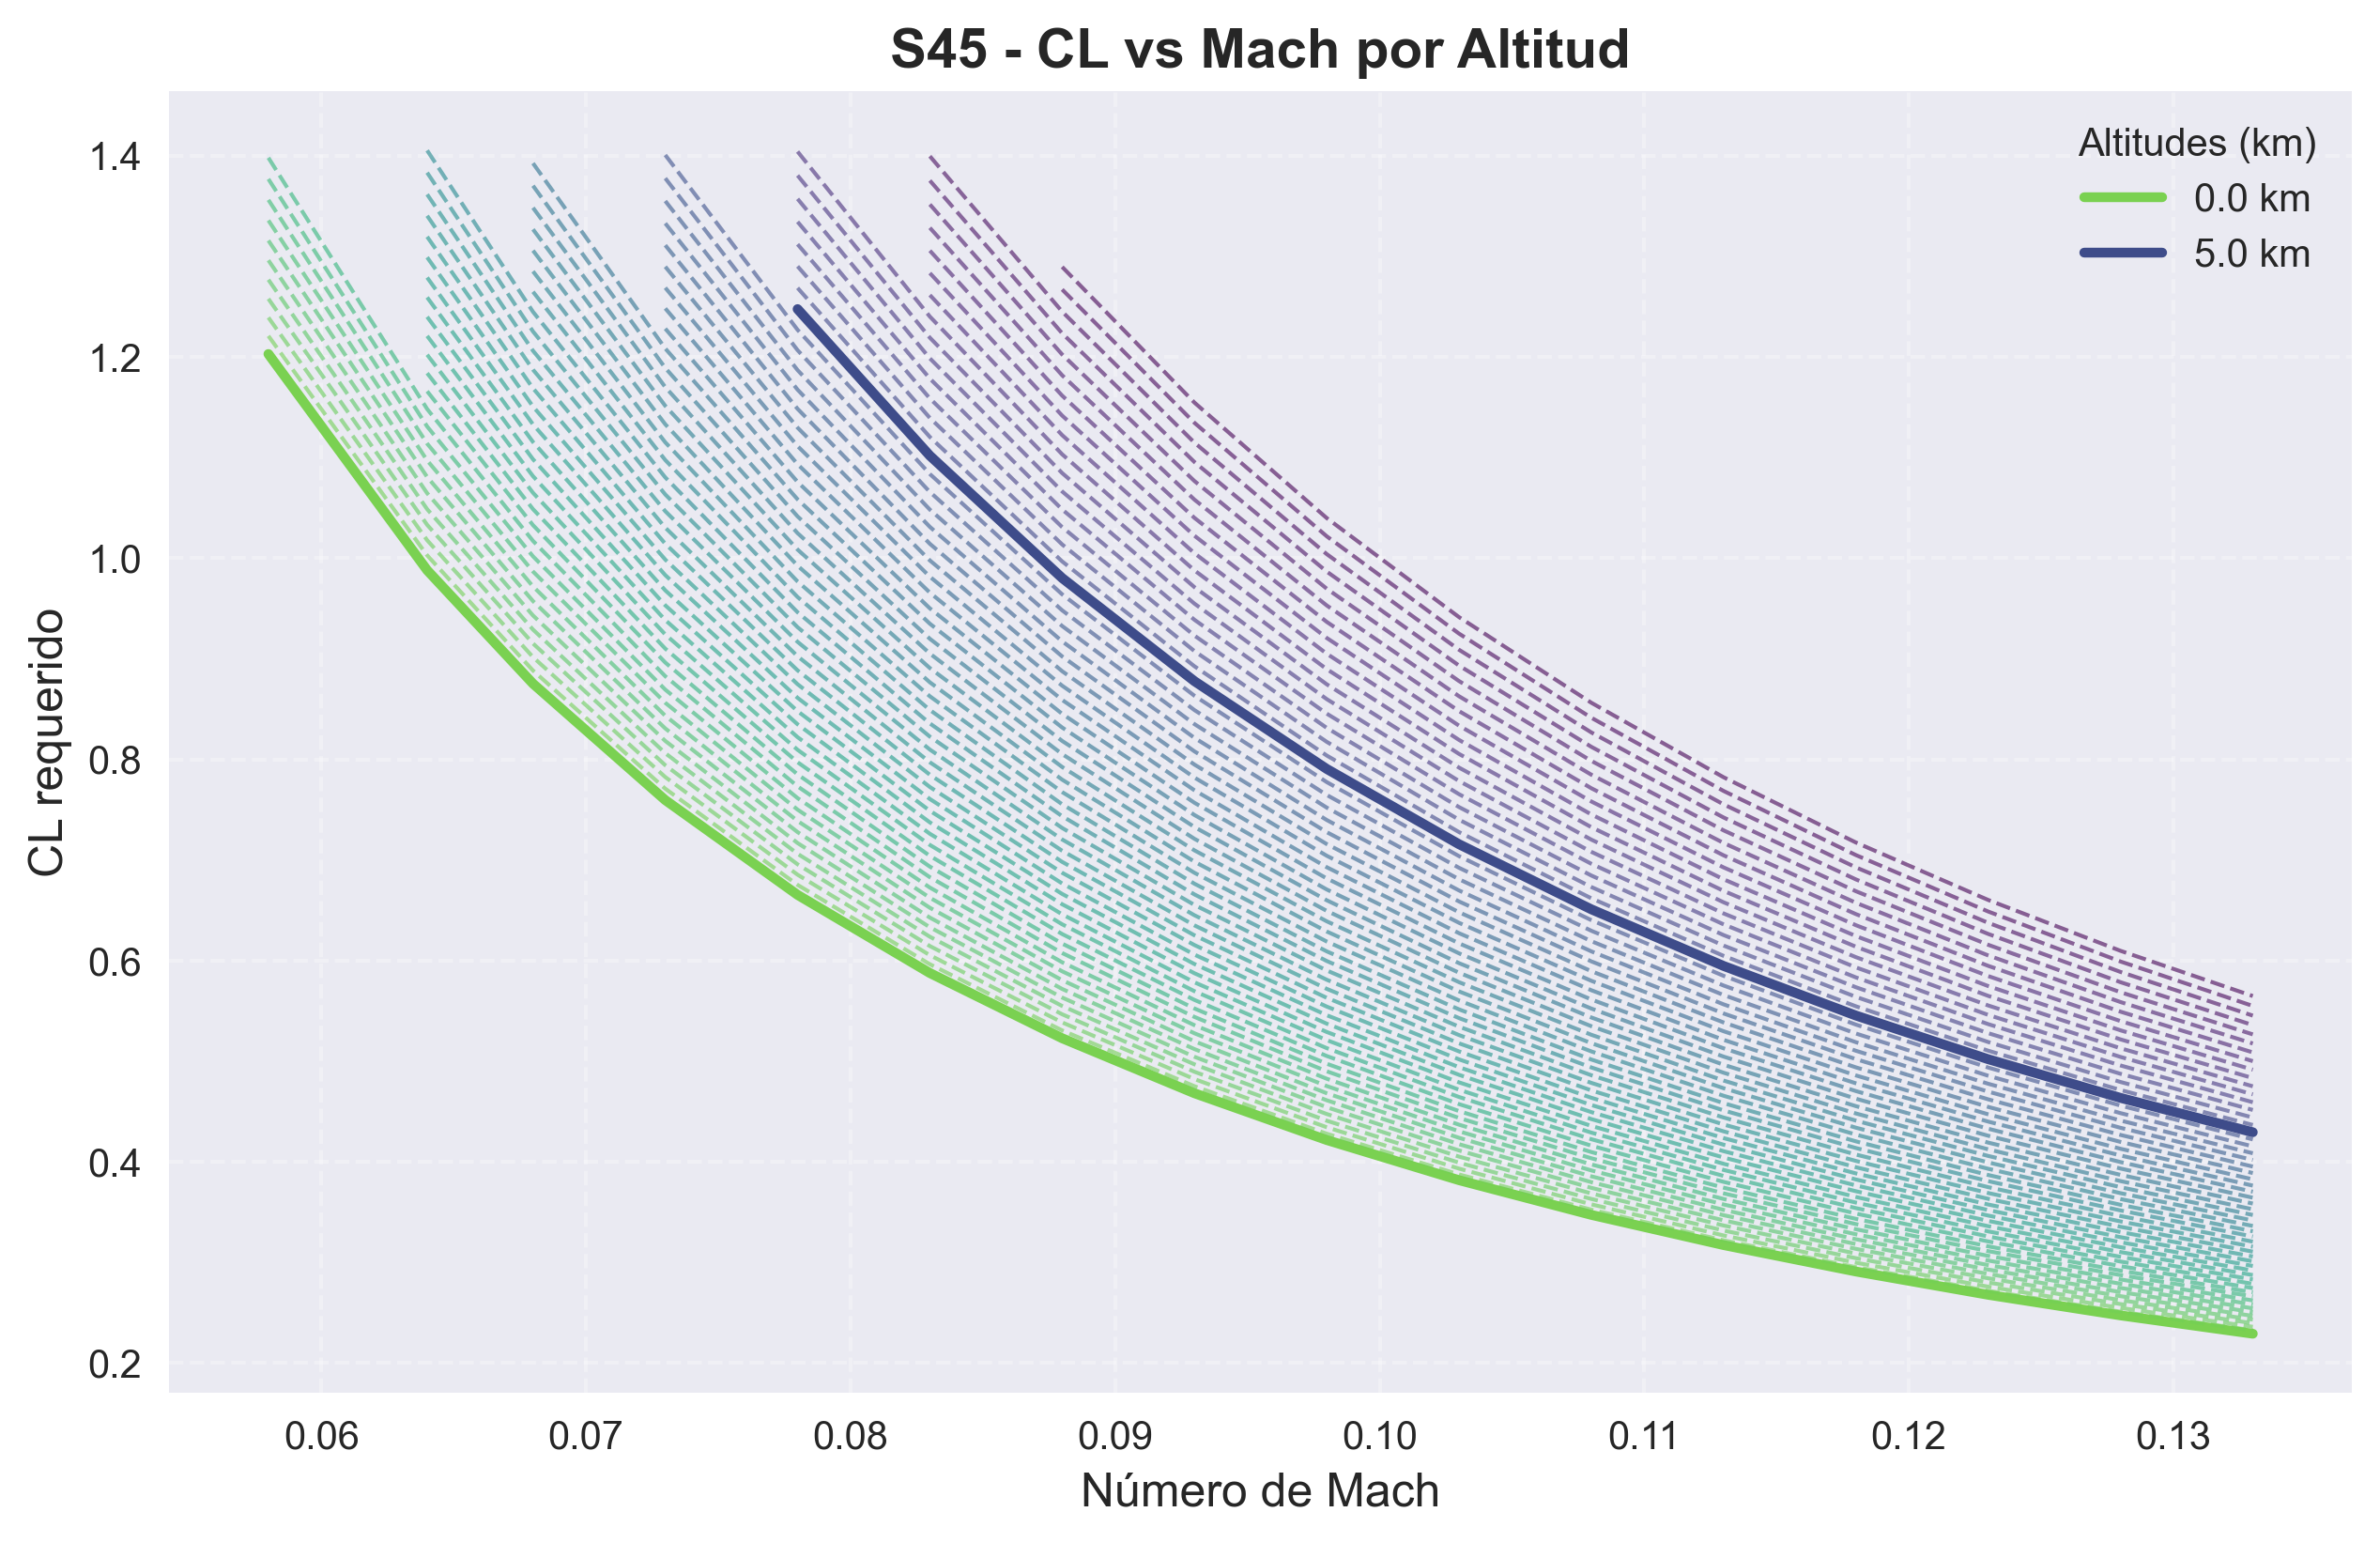 S45 - CL vs Mach por Altitud
Altitudes (km)
0.0 km
5.0 km
CL requerido
1.4
1.2
1.0
0.8
0.6
0.4
0.2
0.06 0.07 0.08 0.09 0.10 0.11 0.12 0.13
Número de Mach